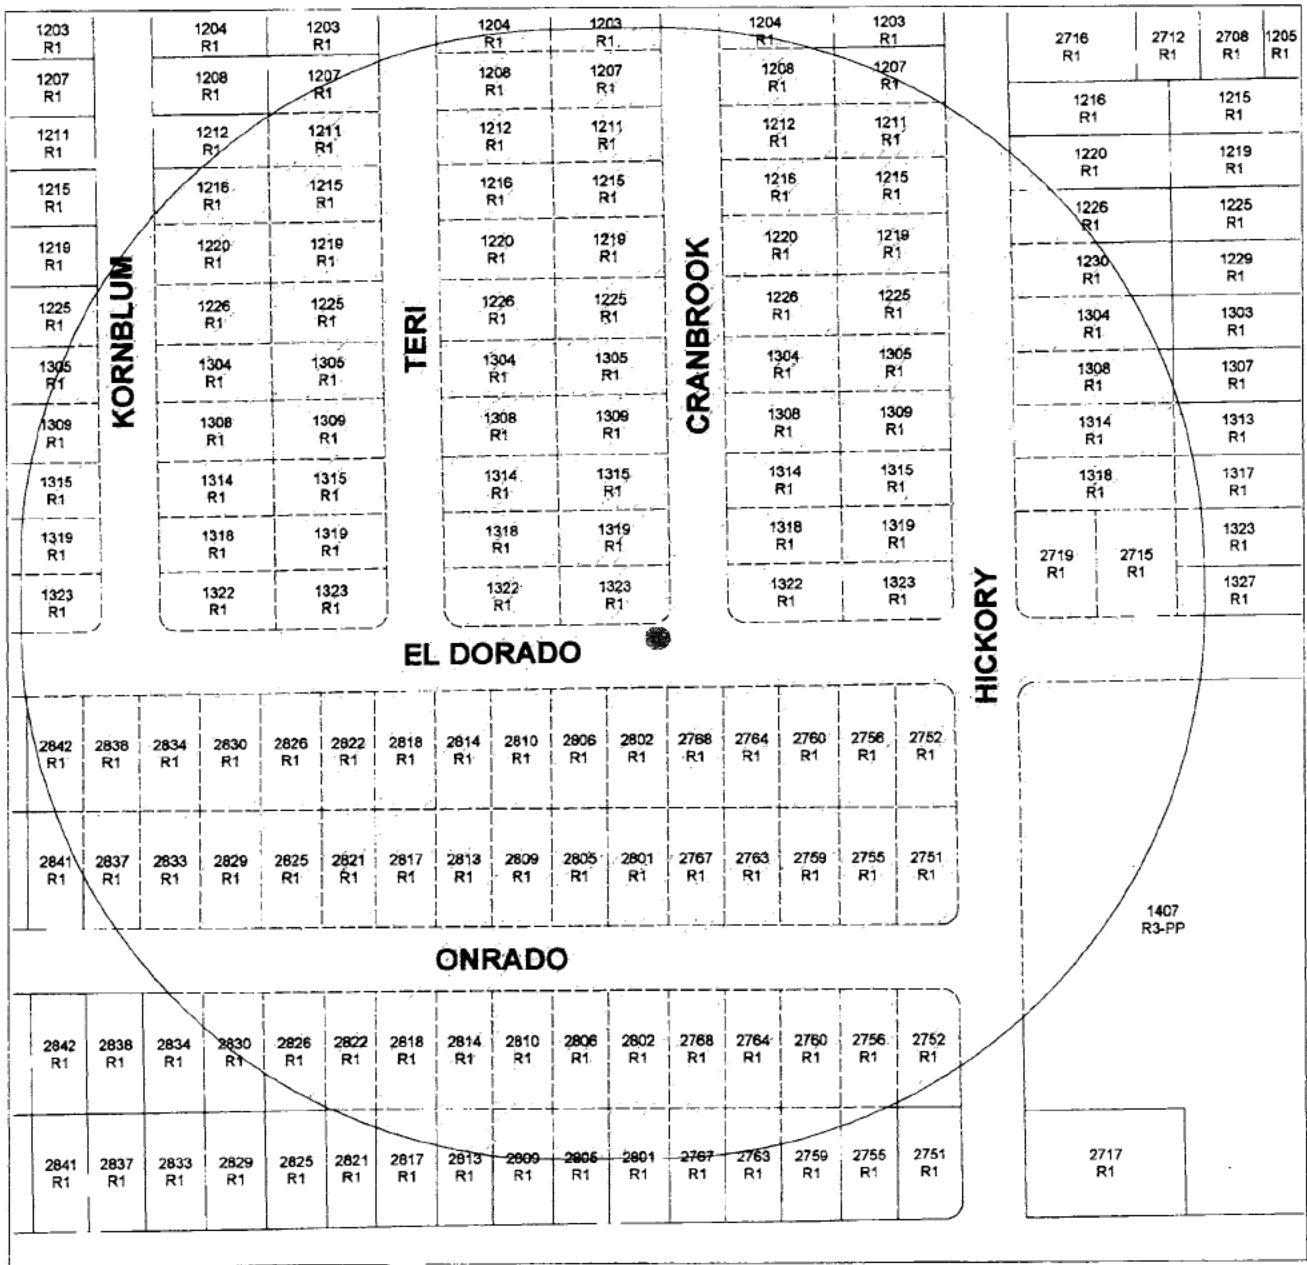 1203 1204 1203 1204 1203 1204 1203 2716 2712 2708 1205
R1 R1 R1 R1 R1 R1 R1 R1 R1 R1 R1
1207 1208 1207 1208 1207 1208 1207 1216 1215
R1 R1 R1 R1 R1 R1 R1 R1 R1
1211 1212 1211 1212 1211 1212 1211 1220 1219
R1 R1 R1 R1 R1 R1 R1 R1 R1
1215 1216 1215 1216 1215 1216 1215 1226 1225
R1 R1 R1 R1 R1 R1 R1 R1 R1
1219 1220 1219 1220 1219 1220 1219 1230 1229
R1 R1 R1 R1 R1 R1 R1 R1 R1
1225 1226 1225 1226 1225 1226 1225 1304 1303
R1 R1 R1 R1 R1 R1 R1 R1 R1
KORNBLUM
TERI
CRANBROOK
1305 1304 1305 1304 1305 1304 1305 1308 1307
R1 R1 R1 R1 R1 R1 R1 R1 R1
1309 1308 1309 1308 1309 1308 1309 1314 1313
R1 R1 R1 R1 R1 R1 R1 R1 R1
1315 1314 1315 1314 1315 1314 1315 1318 1317
R1 R1 R1 R1 R1 R1 R1 R1 R1
1319 1318 1319 1318 1319 1318 1319 2719 2715 1323
R1 R1 R1 R1 R1 R1 R1 R1 R1 R1
1323 1322 1323 1322 1323 1322 1323 1327
R1 R1 R1 R1 R1 R1 R1 R1
HICKORY
EL DORADO
2842 2838 2834 2830 2826 2822 2818 2814 2810 2806 2802 2768 2764 2760 2756 2752
R1 R1 R1 R1 R1 R1 R1 R1 R1 R1 R1 R1 R1 R1 R1 R1
2841 2837 2833 2829 2825 2821 2817 2813 2809 2805 2801 2767 2763 2759 2755 2751
R1 R1 R1 R1 R1 R1 R1 R1 R1 R1 R1 R1 R1 R1 R1 R1
1407
R3-PP
ONRADO
2842 2838 2834 2830 2826 2822 2818 2814 2810 2806 2802 2768 2764 2760 2756 2752
R1 R1 R1 R1 R1 R1 R1 R1 R1 R1 R1 R1 R1 R1 R1 R1
2841 2837 2833 2829 2825 2821 2817 2813 2809 2805 2801 2767 2763 2759 2755 2751
R1 R1 R1 R1 R1 R1 R1 R1 R1 R1 R1 R1 R1 R1 R1 R1
2717
R1